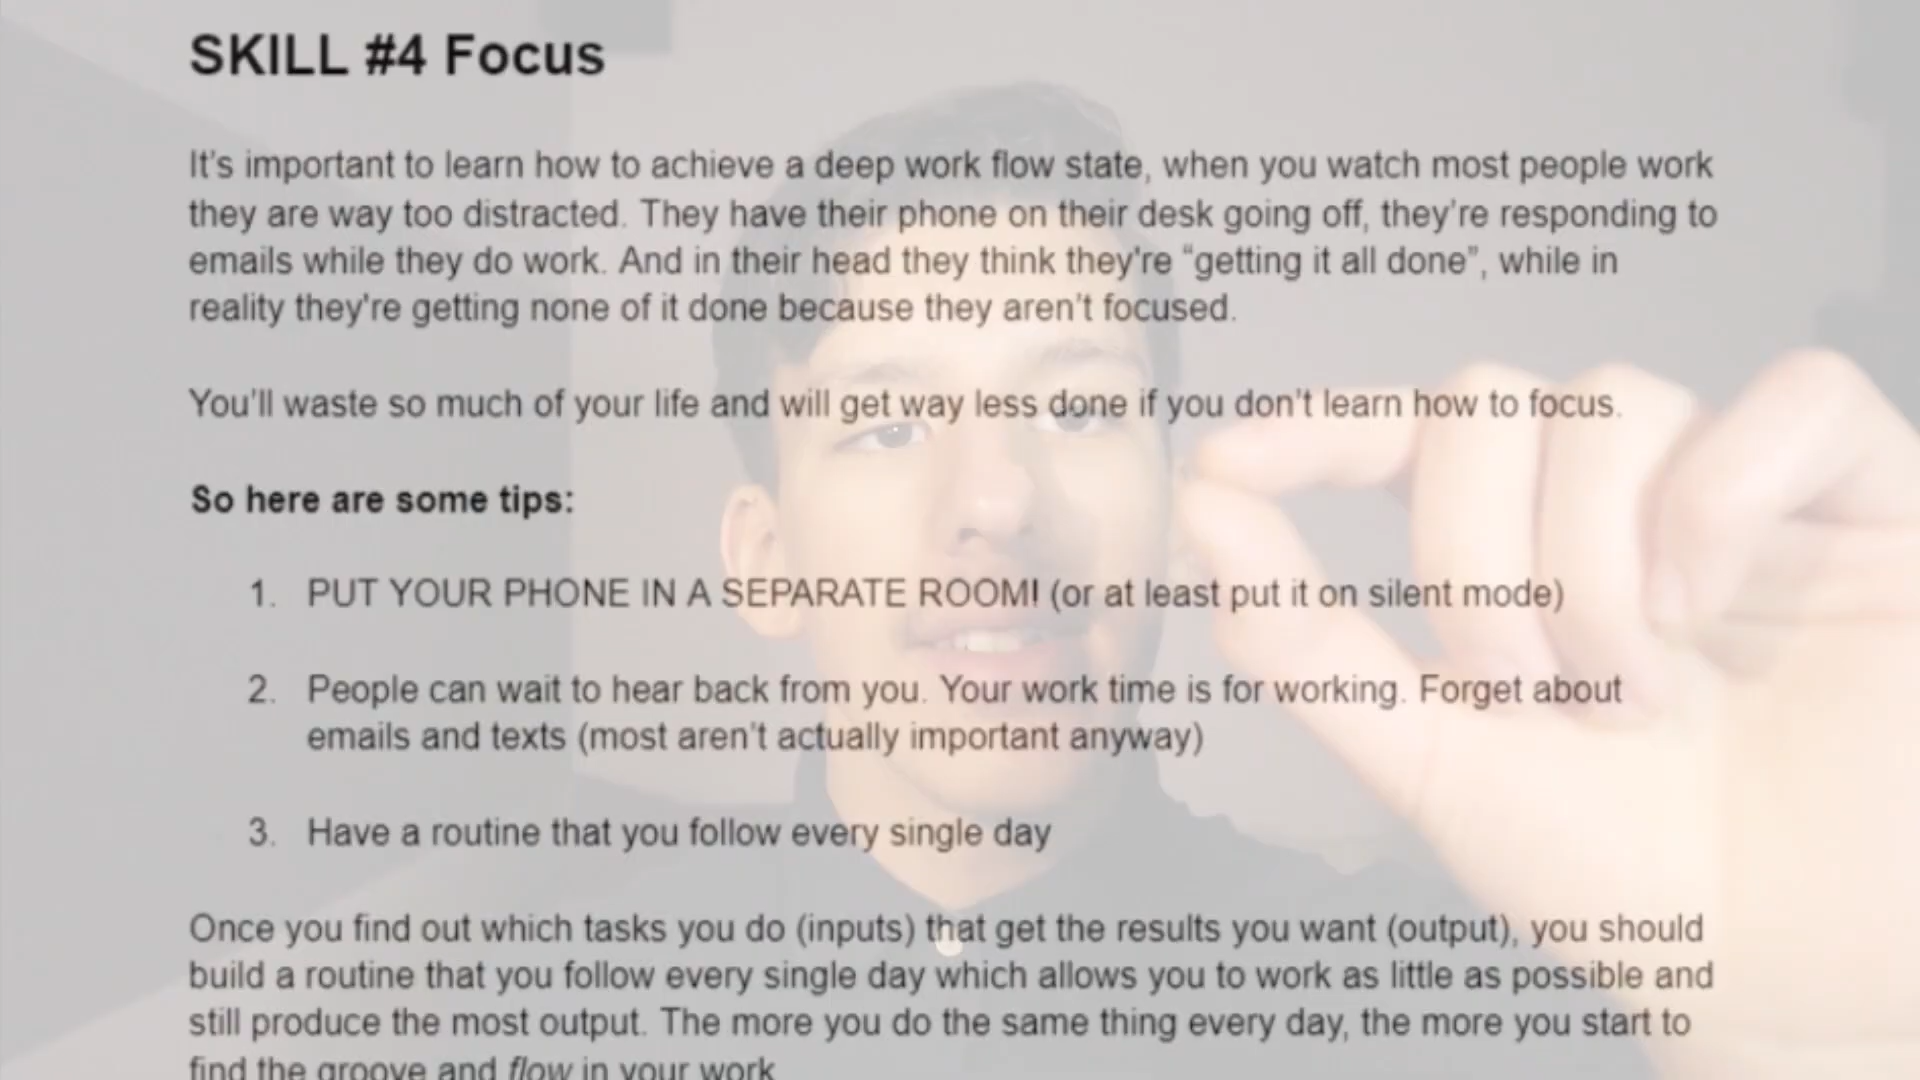 SKILL #4 Focus
It's important to learn how to achieve a deep work flow state, when you watch most people work
they are way too distracted. They have their phone on their desk going off, they're responding to
emails while they do work. And in their head they think they're “getting it all done”, while in
reality they're getting none of it done because they aren't focused.
You'll waste so much of your life and will get way less done if you don't learn how to focus.
So here are some tips:
1. PUT YOUR PHONE IN A SEPARATE ROOM! (or at least put it on silent mode)
2. People can wait to hear back from you. Your work time is for working. Forget about
emails and texts (most aren't actually important anyway)
3. Have a routine that you follow every single day
Once you find out which tasks you do (inputs) that get the results you want (output), you should
build a routine that you follow every single day which allows you to work as little as possible and
still produce the most output. The more you do the same thing every day, the more you start to
find the groove and flow in your work